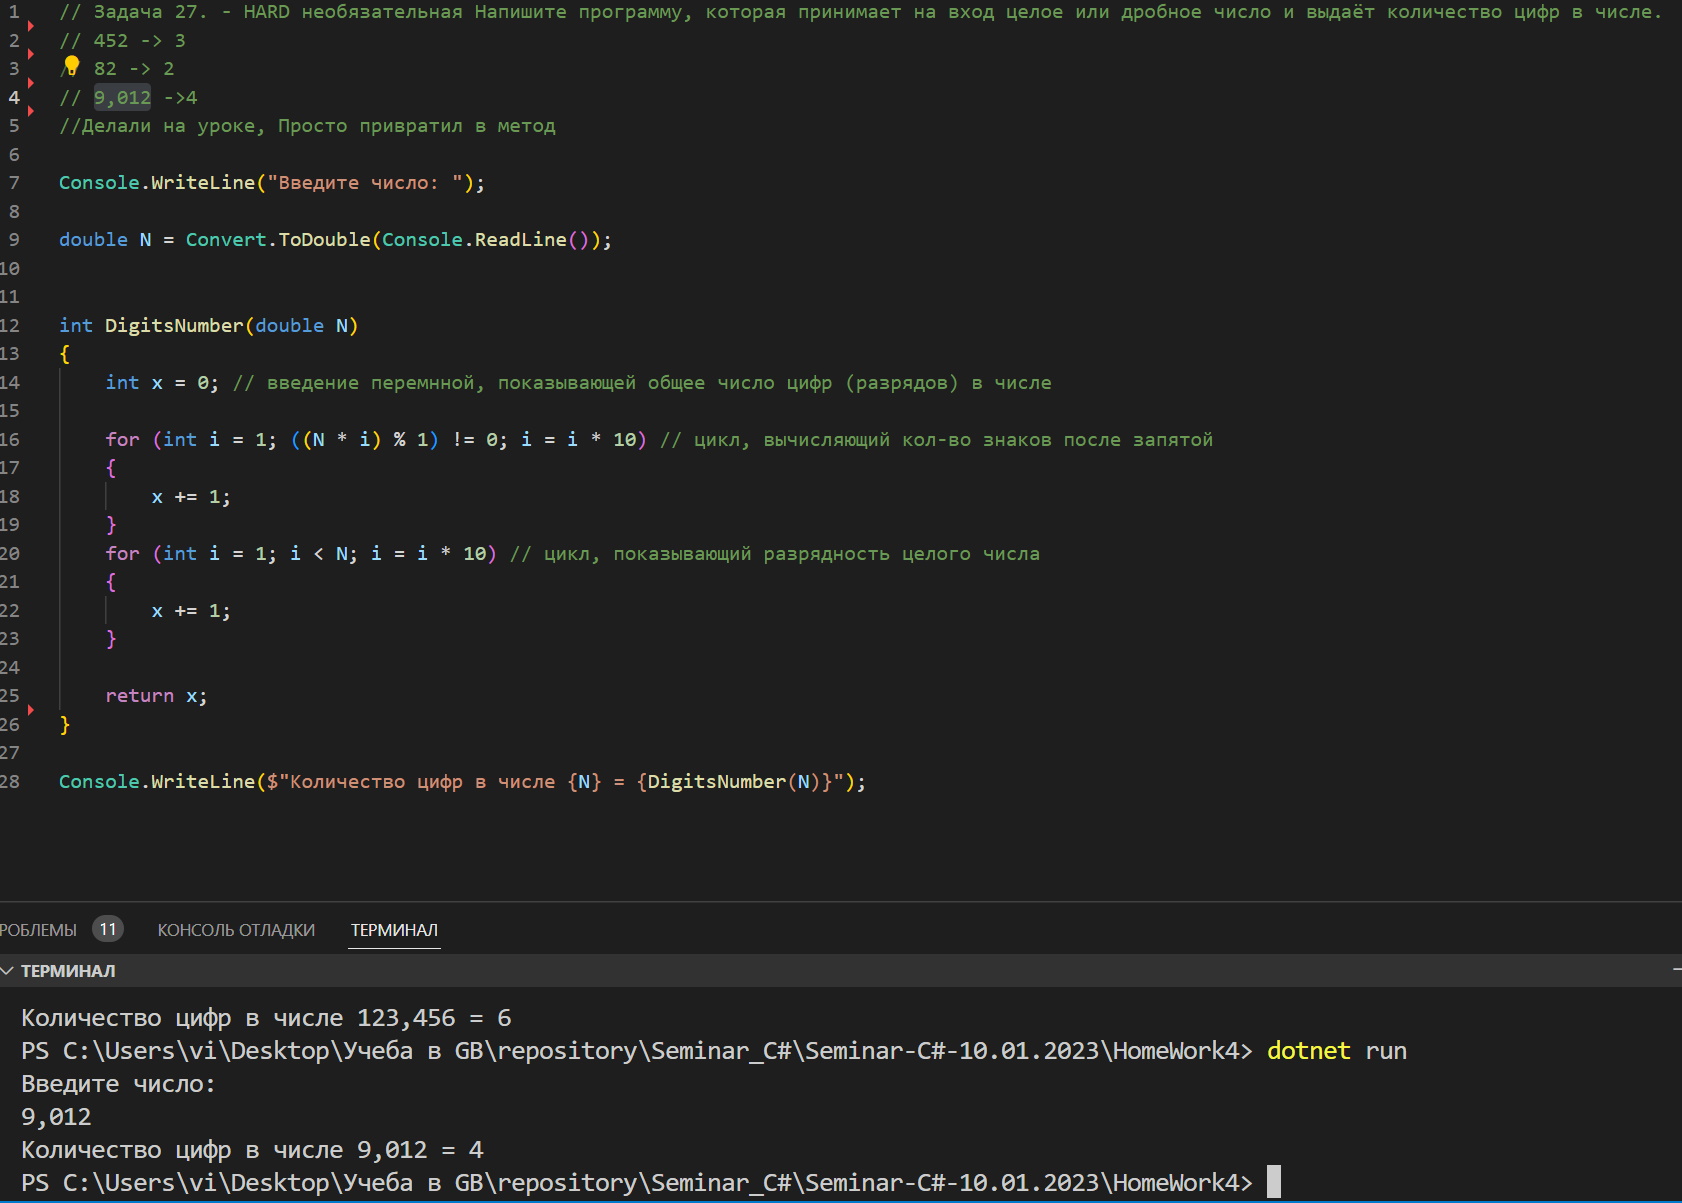 1 // Задача 27. - HARD необязательная Напишите программу, которая принимает на вход целое или дробное число и выдаёт количество цифр в числе.
2 // 452 -> 3
3 // 82 -> 2
4 // 9,012 ->4
5 //Делали на уроке, Просто привратил в метод
6
7 Console.WriteLine("Введите число: ");
8
9 double N = Convert.ToDouble(Console.ReadLine());
10
11
12 int DigitsNumber(double N)
13 {
14 int x = 0; // введение перемнной, показывающей общее число цифр (разрядов) в числе
15
16 for (int i = 1; ((N * i) % 1) != 0; i = i * 10) // цикл, вычисляющий кол-во знаков после запятой
17 {
18 x += 1;
19 }
20 for (int i = 1; i < N; i = i * 10) // цикл, показывающий разрядность целого числа
21 {
22 x += 1;
23 }
24
25 return x;
26 }
27
28 Console.WriteLine($"Количество цифр в числе {N} = {DigitsNumber(N)}");
РОБЛЕМЫ 11 КОНСОЛЬ ОТЛАДКИ ТЕРМИНАЛ
ТЕРМИНАЛ
Количество цифр в числе 123,456 = 6
PS C:\Users\vi\Desktop\Учеба в GB\repository\Seminar_C#\Seminar-C#-10.01.2023\HomeWork4> dotnet run
Введите число:
9,012
Количество цифр в числе 9,012 = 4
PS C:\Users\vi\Desktop\Учеба в GB\repository\Seminar_C#\Seminar-C#-10.01.2023\HomeWork4>